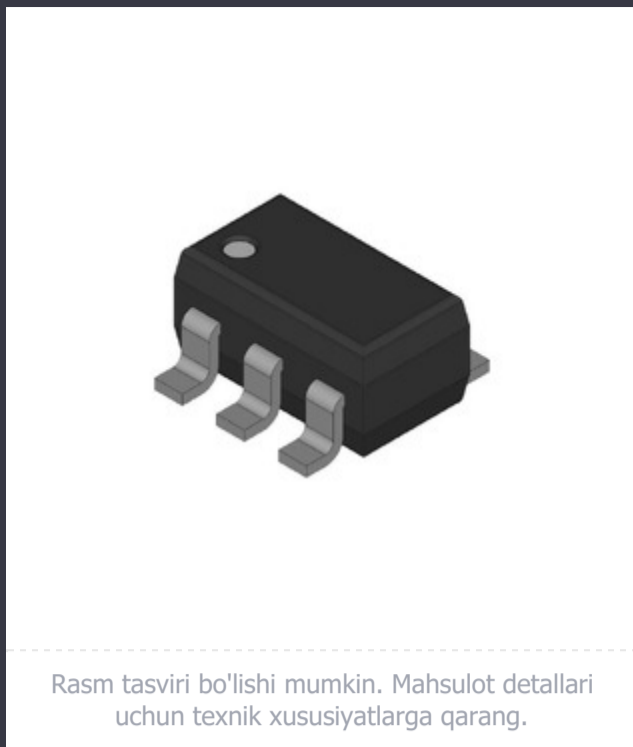 Rasm tasviri bo'lishi mumkin. Mahsulot detallari
uchun texnik xususiyatlarga qarang.